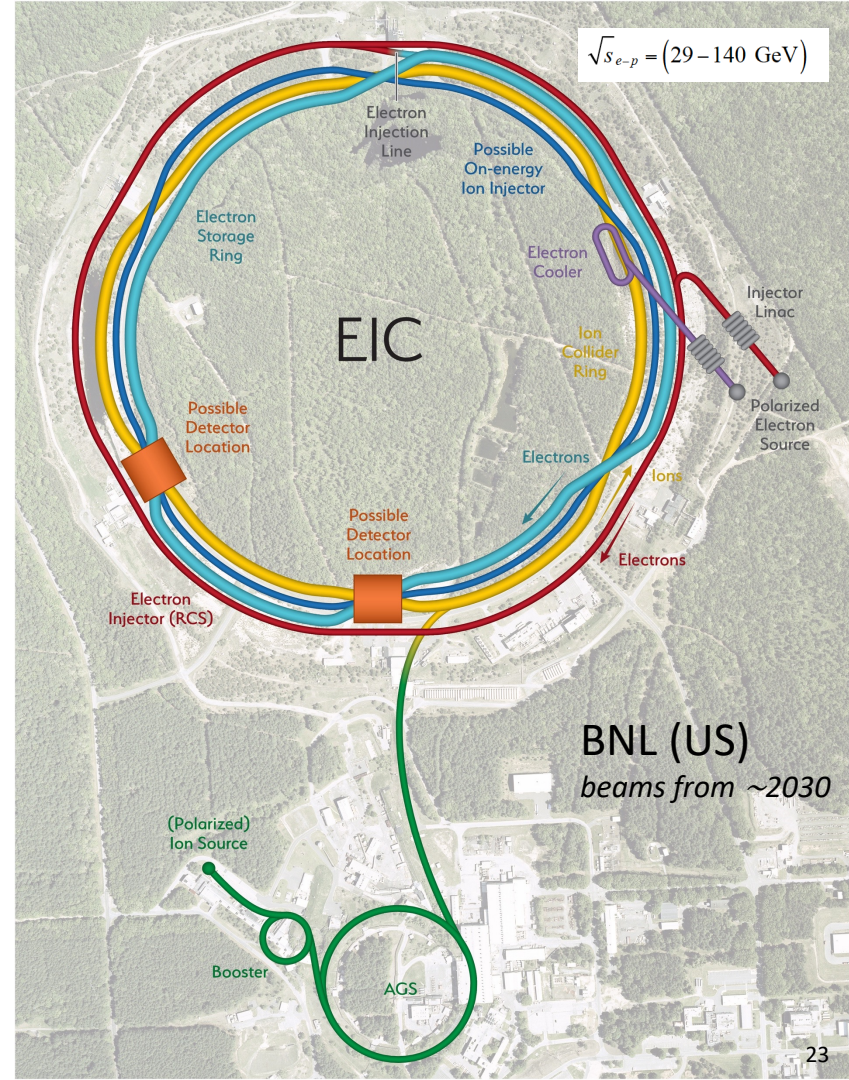 √s e-p = (29 – 140 GeV)
Electron
Injection
Line
Possible
On-energy
Ion Injector
Electron
Storage
Ring
Electron
Cooler
Injector
Linac
EIC
Ion
Collider
Ring
Polarized
Electron
Source
Possible
Detector
Location
Electrons
Ions
Possible
Detector
Location
Electrons
Electron
Injector (RCS)
BNL (US)
beams from ~2030
(Polarized)
Ion Source
Booster
AGS
23